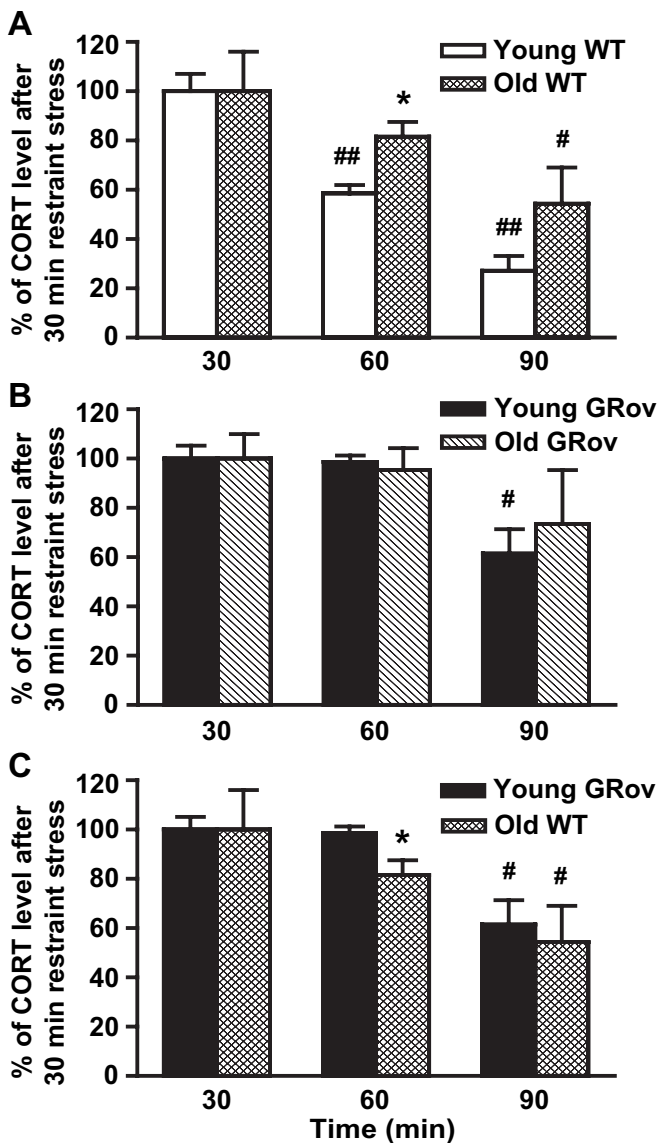 A
% of CORT level after
30 min restraint stress
120
100
80
60
40
20
0
Young WT
Old WT
##
*
##
#
30
60
90
B
% of CORT level after
30 min restraint stress
120
100
80
60
40
20
0
Young GRov
Old GRov
#
30
60
90
C
% of CORT level after
30 min restraint stress
120
100
80
60
40
20
0
Young GRov
Old WT
*
#
#
30
60
90
Time (min)